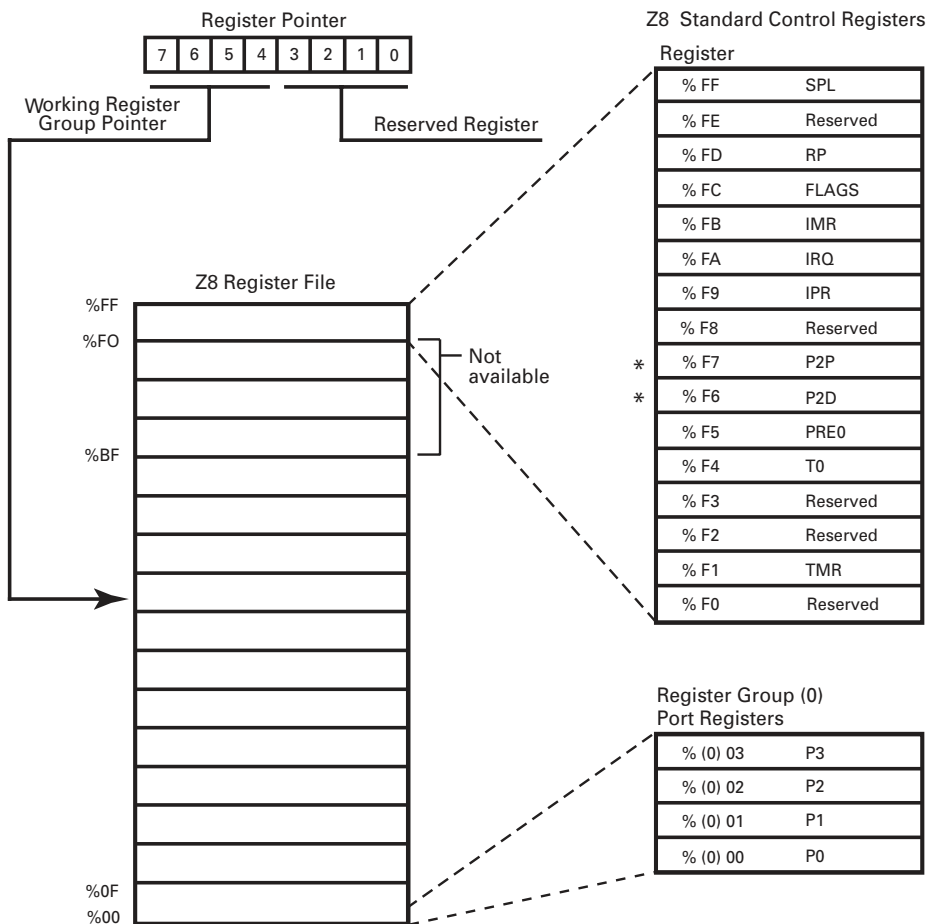 Register Pointer
7 6 5 4 3 2 1 0
Working Register
Group Pointer
Reserved Register
Z8 Register File
%FF
%FO
%BF
%0F
%00
Not
available
Z8 Standard Control Registers
Register
% FF SPL
% FE Reserved
% FD RP
% FC FLAGS
% FB IMR
% FA IRQ
% F9 IPR
% F8 Reserved
* % F7 P2P
* % F6 P2D
% F5 PRE0
% F4 T0
% F3 Reserved
% F2 Reserved
% F1 TMR
% F0 Reserved
Register Group (0)
Port Registers
% (0) 03 P3
% (0) 02 P2
% (0) 01 P1
% (0) 00 P0